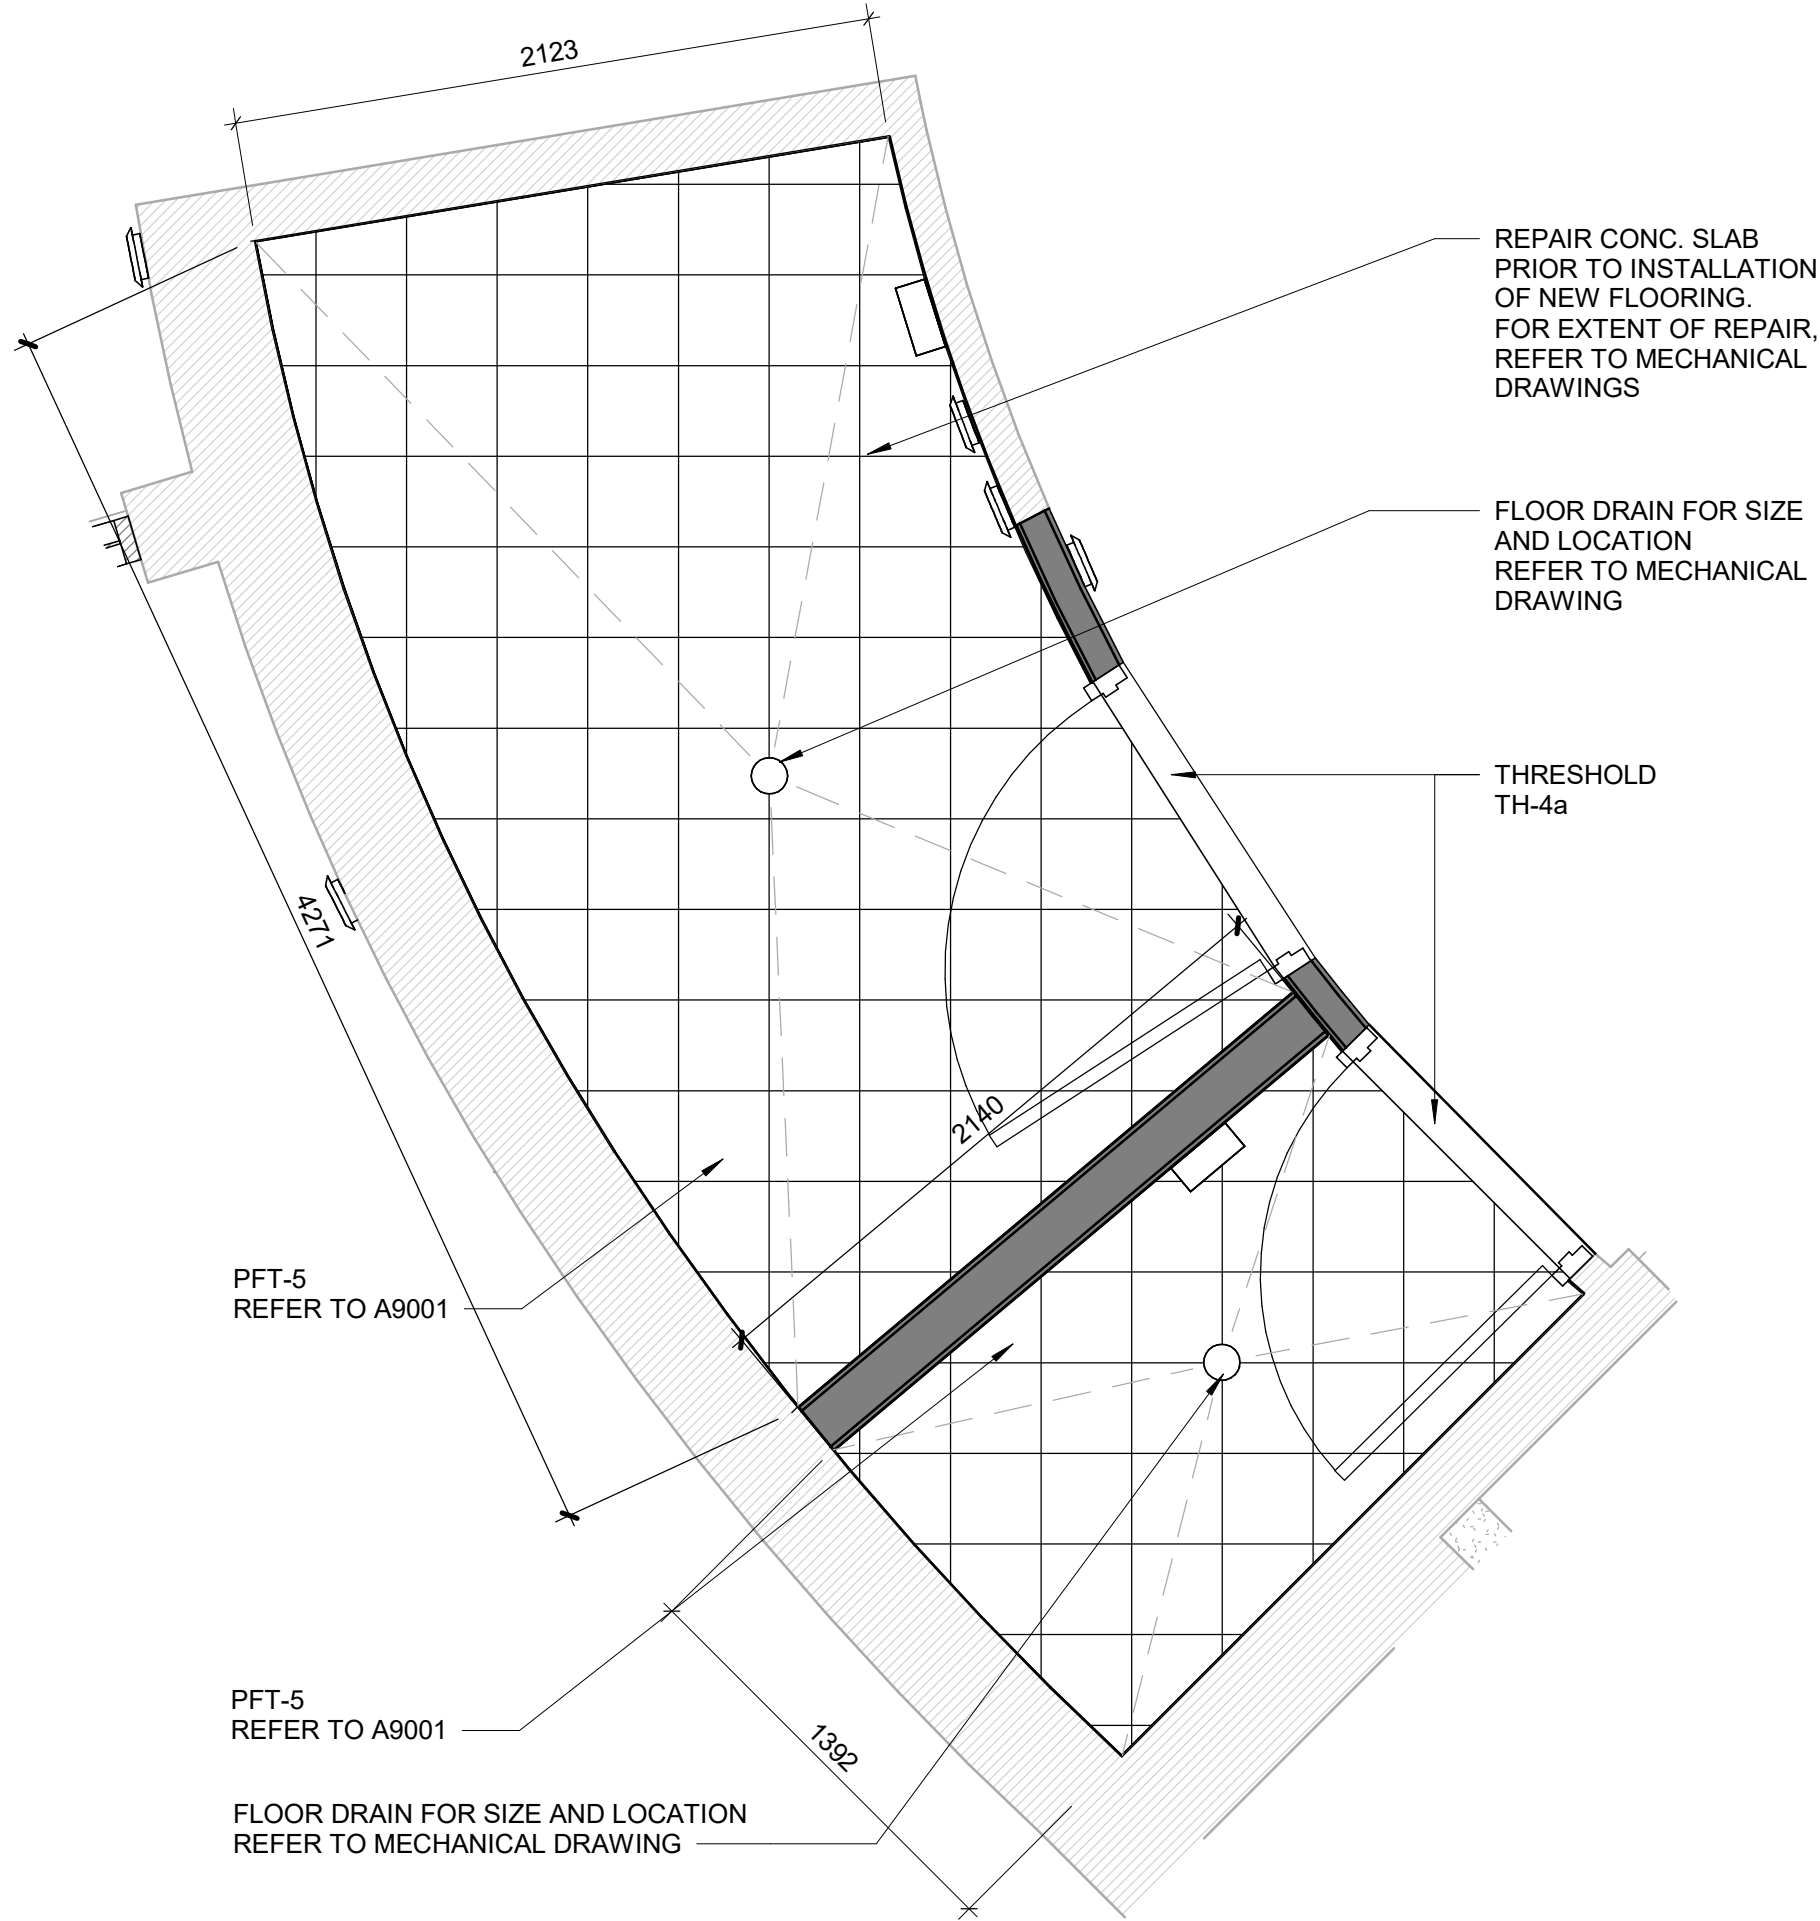 2123
REPAIR CONC. SLAB
PRIOR TO INSTALLATION
OF NEW FLOORING.
FOR EXTENT OF REPAIR,
REFER TO MECHANICAL
DRAWINGS
FLOOR DRAIN FOR SIZE
AND LOCATION
REFER TO MECHANICAL
DRAWING
THRESHOLD
TH-4a
4271
2140
PFT-5
REFER TO A9001
PFT-5
REFER TO A9001
1392
FLOOR DRAIN FOR SIZE AND LOCATION
REFER TO MECHANICAL DRAWING